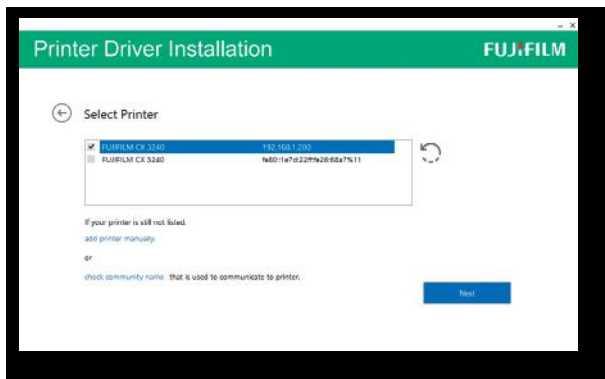 Printer Driver Installation
FUJIFILM
Select Printer
FUJIFILM CX 3240 192.168.1.200
FUJIFILM CX 3240
If your printer is still not listed.
add printer manually.
or
check community name that is used to communicate to printer.
Next